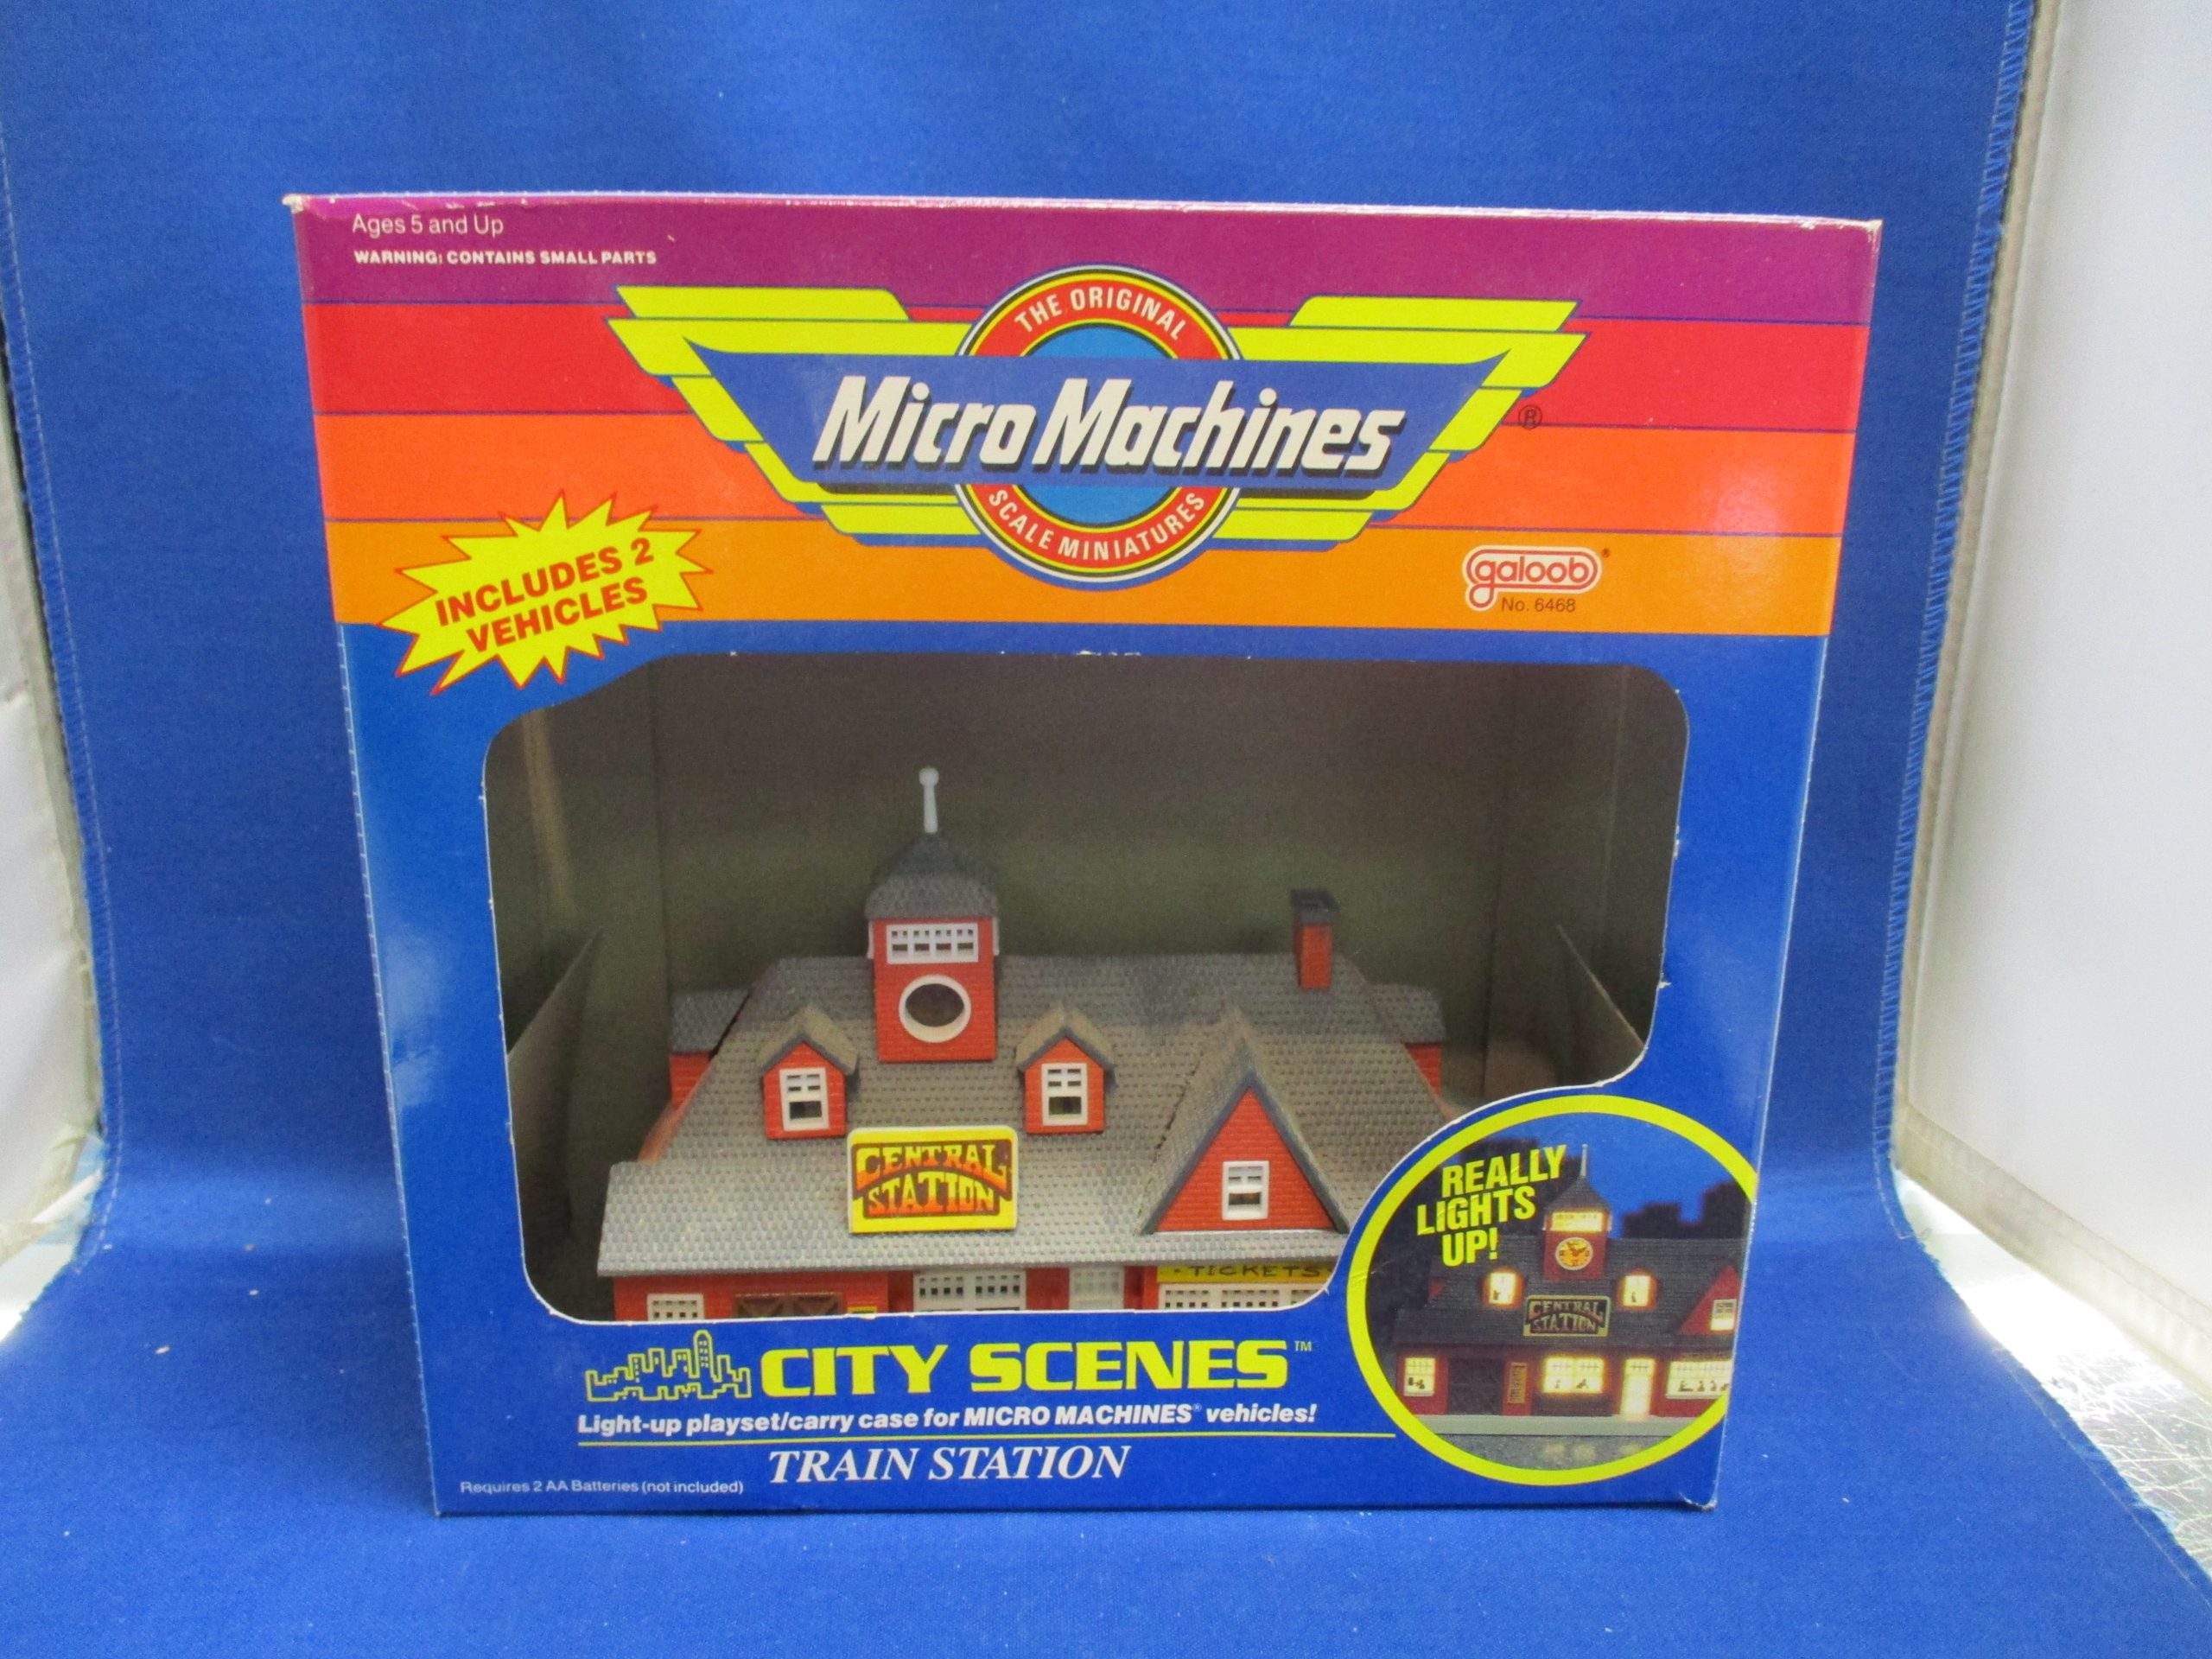 Ages 5 and Up
WARNING: CONTAINS SMALL PARTS
THE ORIGINAL
Micro Machines
®
SCALE MINIATURES
INCLUDES 2
VEHICLES
galoob®
No. 6468
CENTRAL
STATION
TICKETS
REALLY
LIGHTS
UP!
CENTRAL
STATION
CITY SCENES™
Light-up playset/carry case for MICRO MACHINES® vehicles!
TRAIN STATION
Requires 2 AA Batteries (not included)